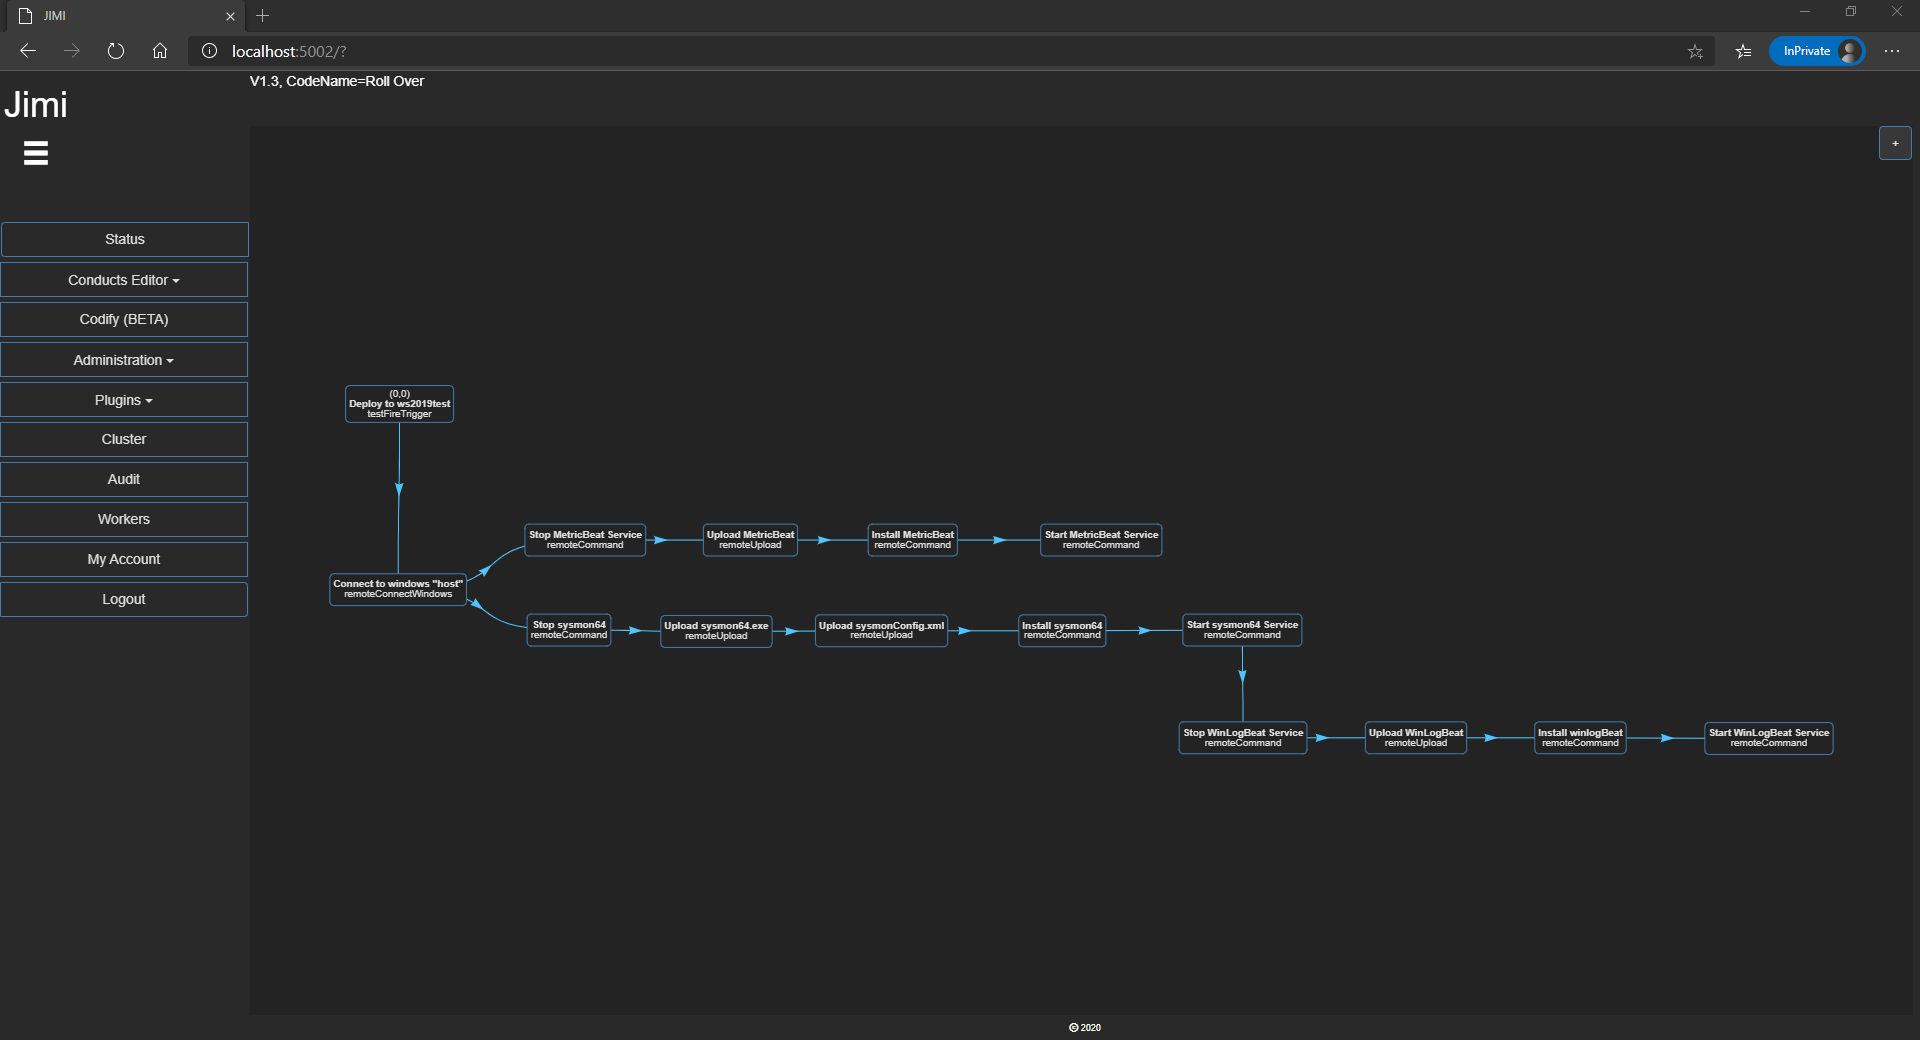 JIMI
localhost:5002/?
InPrivate
V1.3, CodeName=Roll Over
Jimi
+
Status
Conducts Editor
Codify (BETA)
Administration
Plugins
Cluster
Audit
Workers
My Account
Logout
(0,0)
Deploy to ws2019test
testFireTrigger
Connect to windows "host"
remoteConnectWindows
Stop MetricBeat Service
remoteCommand
Upload MetricBeat
remoteUpload
Install MetricBeat
remoteCommand
Start MetricBeat Service
remoteCommand
Stop sysmon64
remoteCommand
Upload sysmon64.exe
remoteUpload
Upload sysmonConfig.xml
remoteUpload
Install sysmon64
remoteCommand
Start sysmon64 Service
remoteCommand
Stop WinLogBeat Service
remoteCommand
Upload WinLogBeat
remoteUpload
Install winlogBeat
remoteCommand
Start WinLogBeat Service
remoteCommand
© 2020